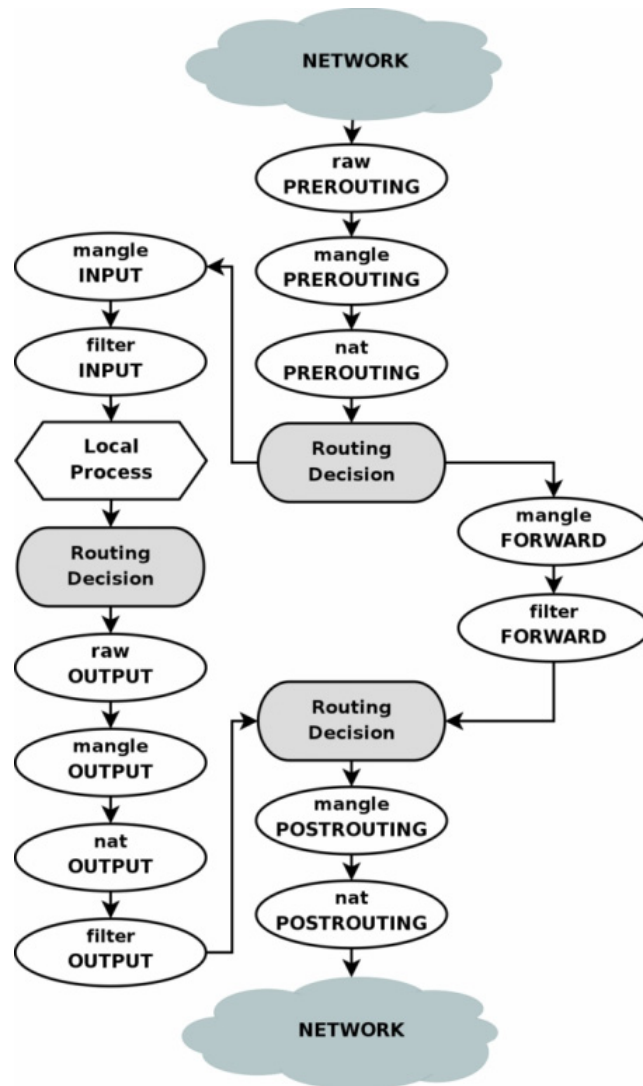 NETWORK
raw
PREROUTING
mangle
PREROUTING
nat
PREROUTING
Routing
Decision
mangle
INPUT
filter
INPUT
Local
Process
Routing
Decision
raw
OUTPUT
mangle
OUTPUT
nat
OUTPUT
filter
OUTPUT
mangle
FORWARD
filter
FORWARD
Routing
Decision
mangle
POSTROUTING
nat
POSTROUTING
NETWORK